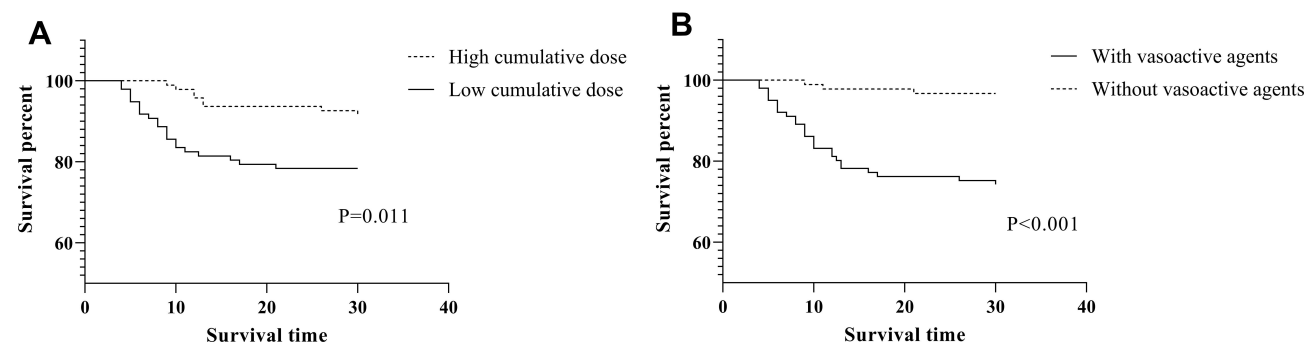 A
High cumulative dose
Low cumulative dose
100
80
60
Survival percent
P=0.011
0 10 20 30 40
Survival time
B
With vasoactive agents
Without vasoactive agents
100
80
60
Survival percent
P<0.001
0 10 20 30 40
Survival time